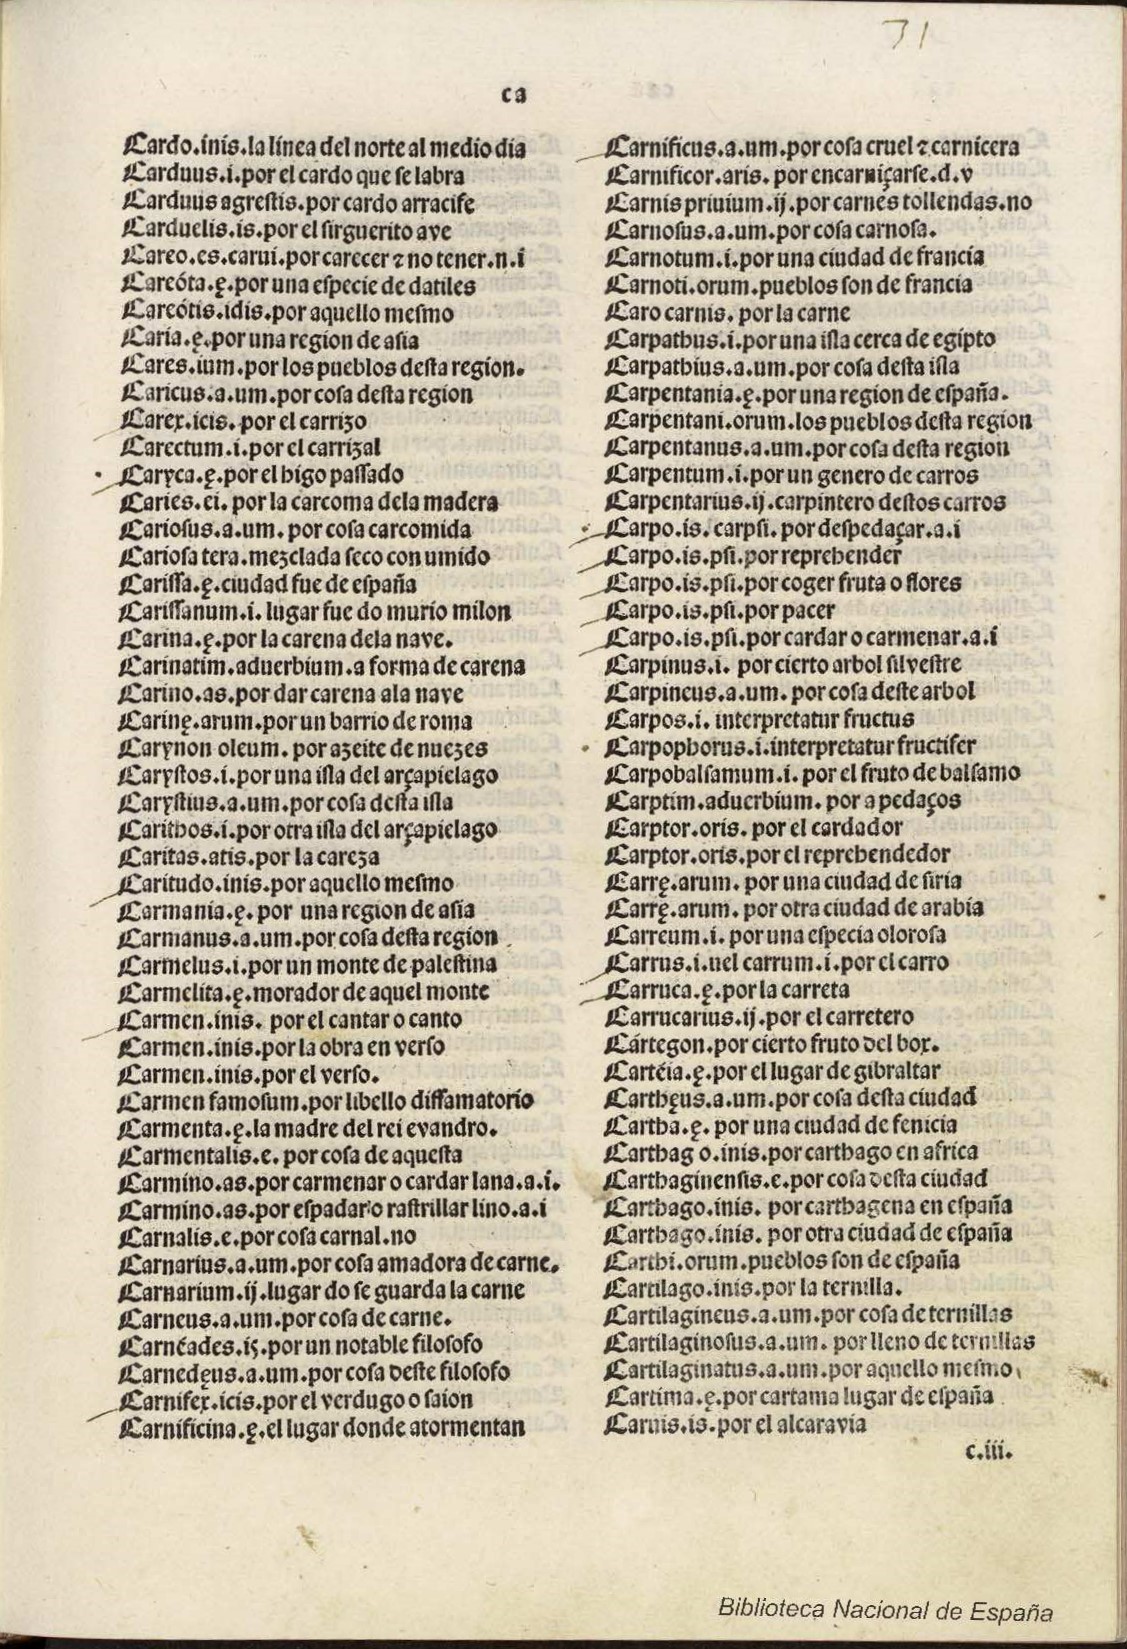 31
ca
Cardo.inis.la linea del norte al medio dia
Carduus.i.por el cardo que se labra
Carduus agrestis.por cardo arracife
Carduelis.is.por el sirguerito ave
Careo.es.carui.por carecer ⁊ no tener.n.i
Careóta.ę.por una especie de datiles
Careótis.idis.por aquello mesmo
Caria.ę.por una region de asia
Cares.ium.por los pueblos desta region.
Caricus.a.um.por cosa desta region
Carex.icis.por el carrizo
Carectum.i.por el carrizal
Caryca.ę.por el higo passado
Caries.ei. por la carcoma dela madera
Cariosus.a.um. por cosa carcomida
Cariosa tera.mezclada seco con umido
Carissa.ę.ciudad fue de españa
Carissanum.i. lugar fue do murio milon
Carina.ę.por la carena dela nave.
Carinatim.aduerbium.a forma de carena
Carino.as.por dar carena ala nave
Carinę.arum.por un barrio de roma
Carynon oleum. por azeite de nuezes
Carystos.i.por una isla del arçapielago
Carystius.a.um.por cosa desta isla
Carithos.i.por otra isla del arçapielago
Caritas.atis.por la careza
Caritudo.inis.por aquello mesmo
Carmania.ę. por una region de asia
Carmanus.a.um.por cosa desta region
Carmelus.i.por un monte de palestina
Carmelita.ę.morador de aquel monte
Carmen.inis. por el cantar o canto
Carmen.inis.por la obra en verso
Carmen.inis.por el verso.
Carmen famosum.por libello diffamatorio
Carmenta.ę.la madre del rei evandro.
Carmentalis.e. por cosa de aquesta
Carmino.as.por carmenar o cardar lana.a.i.
Carmino.as.por espadar o rastrillar lino.a.i
Carnalis.e.por cosa carnal.no
Carnarius.a.um.por cosa amadora de carne.
Carnarium.ij.lugar do se guarda la carne
Carneus.a.um.por cosa de carne.
Carnéades.iç.por un notable filosofo
Carnedęus.a.um.por cosa deste filosofo
Carnifex.icis.por el verdugo o saion
Carnificina.ę.el lugar donde atormentan
Carnificus.a.um.por cosa cruel ⁊ carnicera
Carnificor.aris. por encarniçarse.d.v
Carnis privium.ij.por carnes tollendas.no
Carnosus.a.um.por cosa carnosa.
Carnotum.i.por una ciudad de francia
Carnoti.orum.pueblos son de francia
Caro carnis. por la carne
Carpathus.i.por una isla cerca de egipto
Carpathius.a.um.por cosa desta isla
Carpentania.ę.por una region de españa.
Carpentani.orum.los pueblos desta region
Carpentanus.a.um.por cosa desta region
Carpentum.i.por un genero de carros
Carpentarius.ij.carpintero destos carros
Carpo.is. carpsi. por despedaçar.a.i
Carpo.is.psi.por reprehender
Carpo.is.psi.por coger fruta o flores
Carpo.is.psi.por pacer
Carpo.is.psi.por cardar o carmenar.a.i
Carpinus.i. por cierto arbol silvestre
Carpineus.a.um. por cosa deste arbol
Carpos.i. interpretatur fructus
Carpophorus.i.interpretatur fructifer
Carpobalsamum.i. por el fruto de balsamo
Carptim.aduerbium. por a pedaços
Carptor.oris. por el cardador
Carptor.oris.por el reprehendedor
Carrę.arum. por una ciudad de siria
Carrę.arum. por otra ciudad de arabia
Carreum.i. por una especia olorosa
Carrus.i.uel carrum.i.por el carro
Carruca.ę.por la carreta
Carrucarius.ij.por el carretero
Cártegon.por cierto fruto del box.
Cartéia.ę.por el lugar de gibraltar
Carthęus.a.um.por cosa desta ciudad
Cartha.ę. por una ciudad de fenicia
Carthag o.inis.por carthago en africa
Carthaginensis.e.por cosa desta ciudad
Carthago.inis. por carthagena en españa
Carthago.inis. por otra ciudad de españa
Carthi.orum.pueblos son de españa
Cartilago.inis.por la ternilla.
Cartilagineus.a.um.por cosa de ternillas
Cartilaginosus.a.um. por lleno de ternillas
Cartilaginatus.a.um.por aquello mesmo.
Cartima.ę.por cartama lugar de españa
Caruis.is.por el alcaravia
c.iii.
Biblioteca Nacional de España